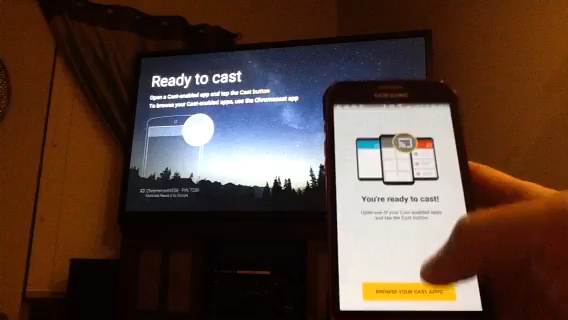 Ready to cast
Open a Cast-enabled app and tap the Cast button
To browse your Cast-enabled apps, use the Chromecast app
SAMSUNG
You're ready to cast!
Open one of your Cast-enabled apps
and tap the Cast button
BROWSE YOUR CAST APPS